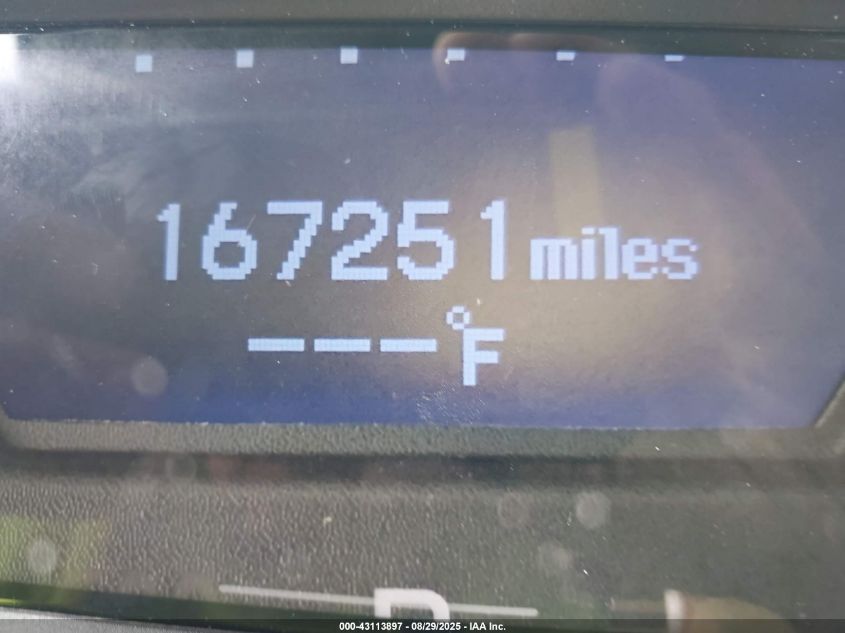 167251 miles
---°F
000-43113897 - 08/29/2025 - IAA Inc.